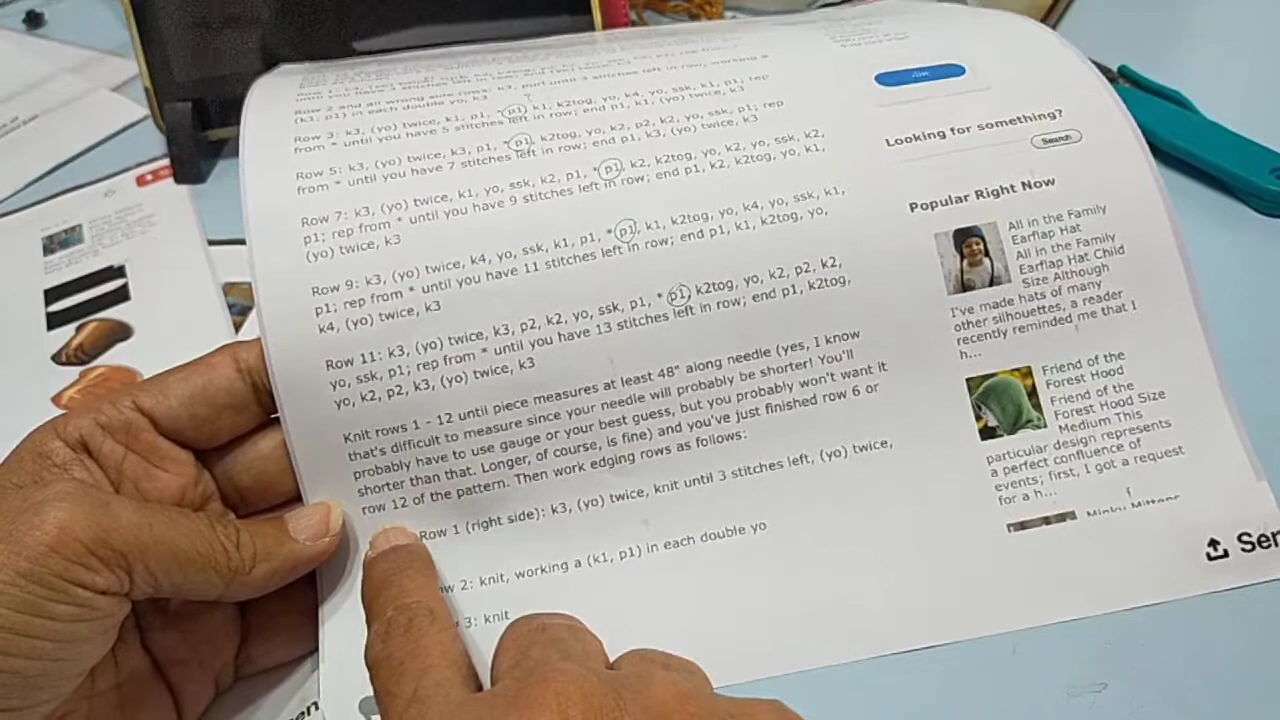 Row 2 and all wrong side rows: k3, purl until 3 stitches left in row, working a
(k3, p1) in each double yo, k3
Row 3: k3, (yo) twice, k1, p1, *(p1) k1, k2tog, yo, k4, yo, ssk, k1, p1; rep
from * until you have 5 stitches left in row; end p1, k1, (yo) twice, k3
Row 5: k3, (yo) twice, k3, p1, *(p1), k2tog, yo, k2, p2, k2, yo, ssk, p1; rep
from * until you have 7 stitches left in row; end p1, k3, (yo) twice, k3
Row 7: k3, (yo) twice, k1, yo, ssk, k2, p1, *(p1), k2, k2tog, yo, k2, yo, ssk, k2,
p1; rep from * until you have 9 stitches left in row; end p1, k2, k2tog, yo, k1,
(yo) twice, k3
Row 9: k3, (yo) twice, k4, yo, ssk, k1, p1, *(p1), k1, k2tog, yo, k4, yo, ssk, k1,
p1; rep from * until you have 11 stitches left in row; end p1, k1, k2tog, yo,
k4, (yo) twice, k3
Row 11: k3, (yo) twice, k3, p2, k2, yo, ssk, p1, * (p1) k2tog, yo, k2, p2, k2,
yo, ssk, p1; rep from * until you have 13 stitches left in row; end p1, k2tog,
yo, k2, p2, k3, (yo) twice, k3
Knit rows 1 - 12 until piece measures at least 48" along needle (yes, I know
that's difficult to measure since your needle will probably be shorter! You'll
probably have to use gauge or your best guess, but you probably won't want it
shorter than that. Longer, of course, is fine) and you've just finished row 6 or
row 12 of the pattern. Then work edging rows as follows:
Row 1 (right side): k3, (yo) twice, knit until 3 stitches left, (yo) twice,
ow 2: knit, working a (k1, p1) in each double yo
3: knit
Looking for something?
Search
Popular Right Now
All in the Family
Earflap Hat
All in the Family
Earflap Hat Child
Size Although
I've made hats of many
other silhouettes, a reader
recently reminded me that I
h...
Friend of the
Forest Hood
Friend of the
Forest Hood Size
Medium This
particular design represents
a perfect confluence of
events; first, I got a request
for a h...
Minky Mittens
Sen
en